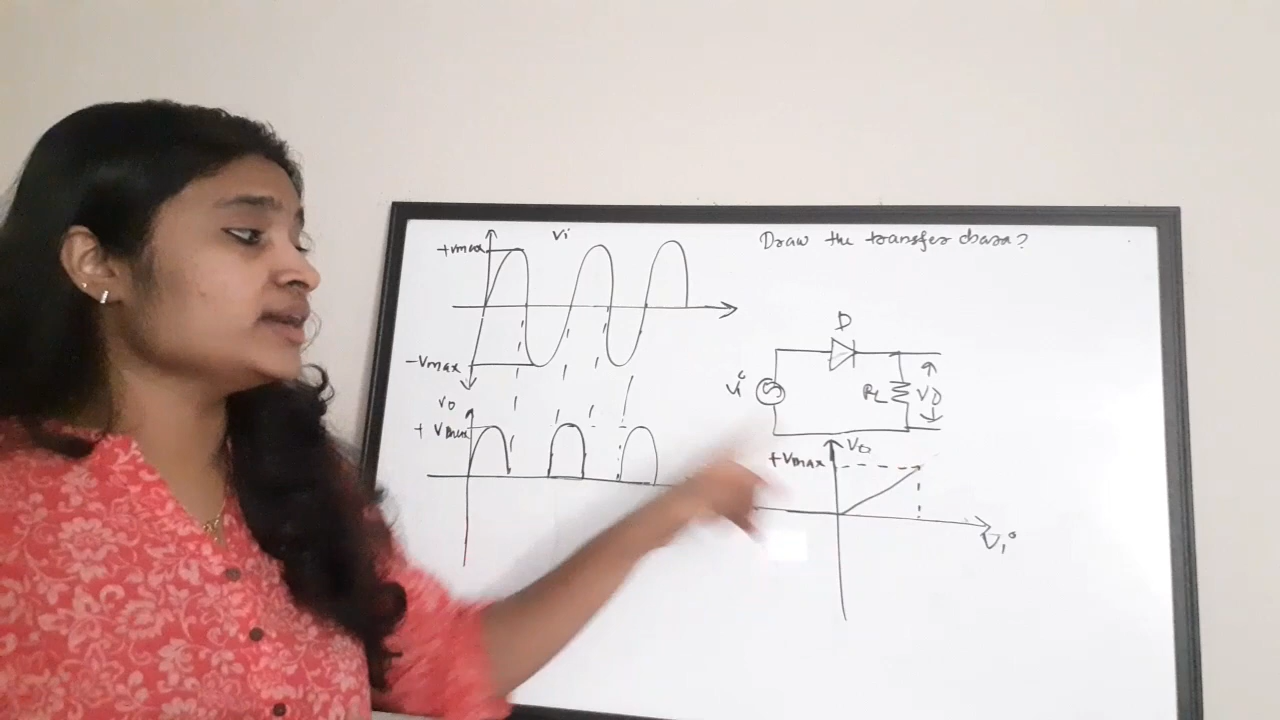 Vi
+Vmax
-Vmax
Vo
+ Vmax
Draw the transfer chara?
D
Vi
RL
VO
Vo
+Vmax
Vi